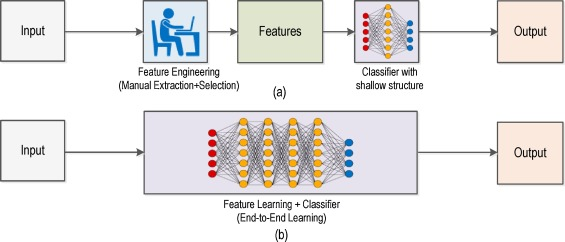 Input
Feature Engineering
(Manual Extraction+Selection)
Features
Classifier with
shallow structure
Output
(a)
Input
Feature Learning + Classifier
(End-to-End Learning)
Output
(b)